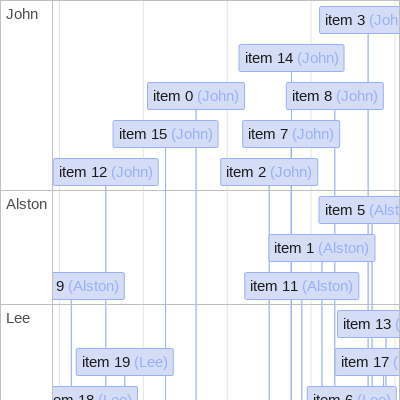 John
item 3 (Joh
item 14 (John)
item 0 (John)
item 8 (John)
item 15 (John)
item 7 (John)
item 12 (John)
item 2 (John)
Alston
item 5 (Alst
item 1 (Alston)
9 (Alston)
item 11 (Alston)
Lee
item 13 (
item 19 (Lee)
item 17 (
em 18 (Lee)
item 6 (Lee)